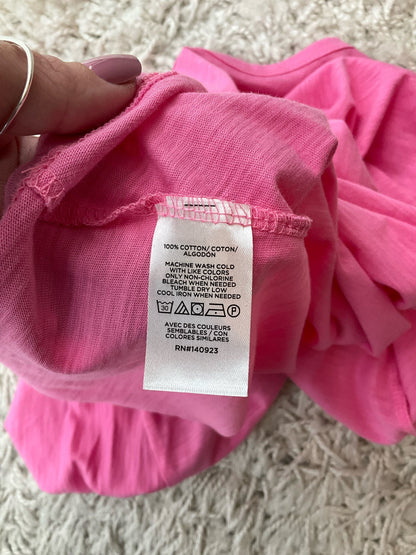 100% COTTON/ COTON/
ALGODÓN
MACHINE WASH COLD
WITH LIKE COLORS
ONLY NON-CHLORINE
BLEACH WHEN NEEDED
TUMBLE DRY LOW
COOL IRON WHEN NEEDED
30 P
AVEC DES COULEURS
SEMBLABLES / CON
COLORES SIMILARES
RN#140923